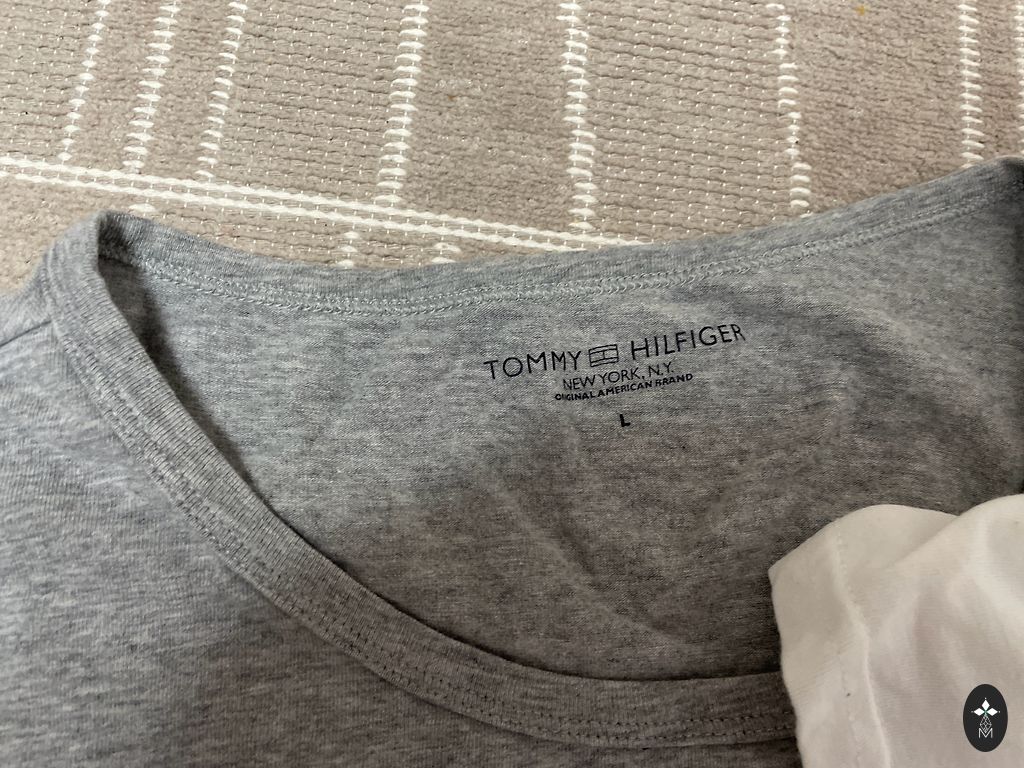 TOMMY HILFIGER
NEW YORK, N.Y.
ORIGINAL AMERICAN BRAND
L
M